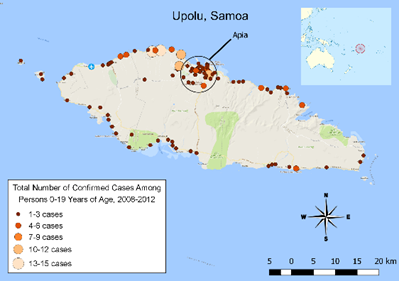 Upolu, Samoa
Apia
Total Number of Confirmed Cases Among
Persons 0-19 Years of Age, 2008-2012
1-3 cases
4-6 cases
7-9 cases
10-12 cases
13-15 cases
N
W E
S
5 0 5 10 15 20 km